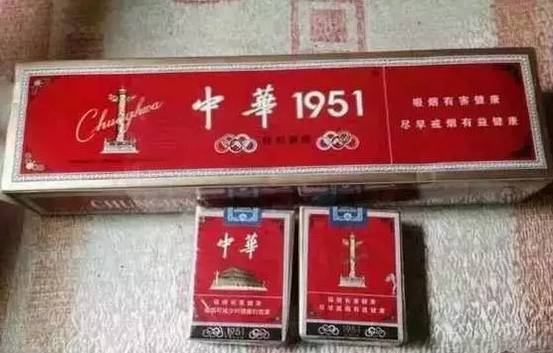 Chunghwa
中華 1951
吸烟有害健康
尽早戒烟有益健康
中華
吸烟有害健康
1951
吸烟有害健康
尽早戒烟有益健康
1951